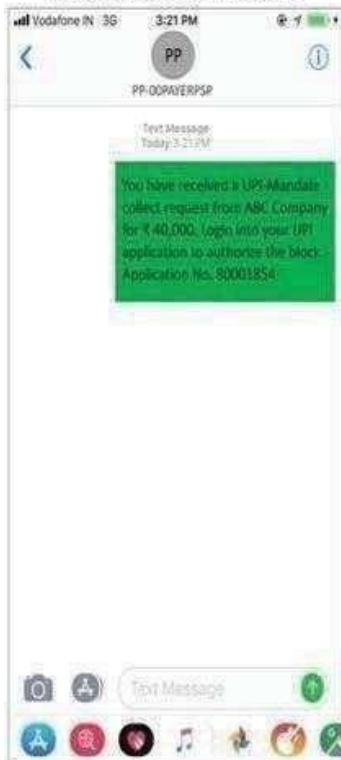 Vodafone IN 3G 3:21 PM
PP
PP-OOPAYERPSP
Text Message
Today 3:21 PM
You have received a UPI-Mandate
collect request from ABC Company
for ₹ 40,000. Login into your UPI
application to authorize the block.
Application No. 80001854
Text Message